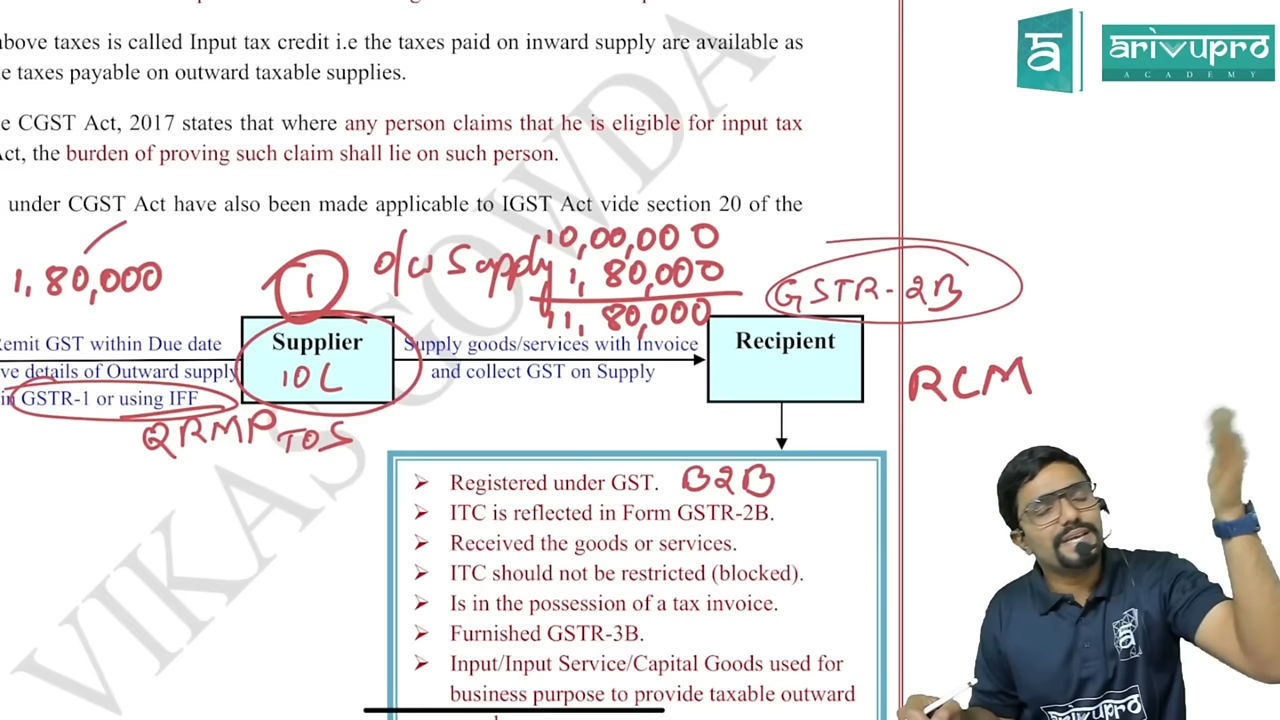 above taxes is called Input tax credit i.e the taxes paid on inward supply are available as
e taxes payable on outward taxable supplies.
e CGST Act, 2017 states that where any person claims that he is eligible for input tax
Act, the burden of proving such claim shall lie on such person.
under CGST Act have also been made applicable to IGST Act vide section 20 of the
1,80,000
1
o/w Supply
10,00,000
1,80,000
11,80,000
GSTR-2B
Remit GST within Due date
ve details of Outward supply
in GSTR-1 or using IFF
QRMP
TOS
Supplier
10L
Supply goods/services with Invoice
and collect GST on Supply
Recipient
RCM
➢ Registered under GST. B2B
➢ ITC is reflected in Form GSTR-2B.
➢ Received the goods or services.
➢ ITC should not be restricted (blocked).
➢ Is in the possession of a tax invoice.
➢ Furnished GSTR-3B.
➢ Input/Input Service/Capital Goods used for
business purpose to provide taxable outward
VIKAS GOWDA
arivupro
ACADEMY
arivupro